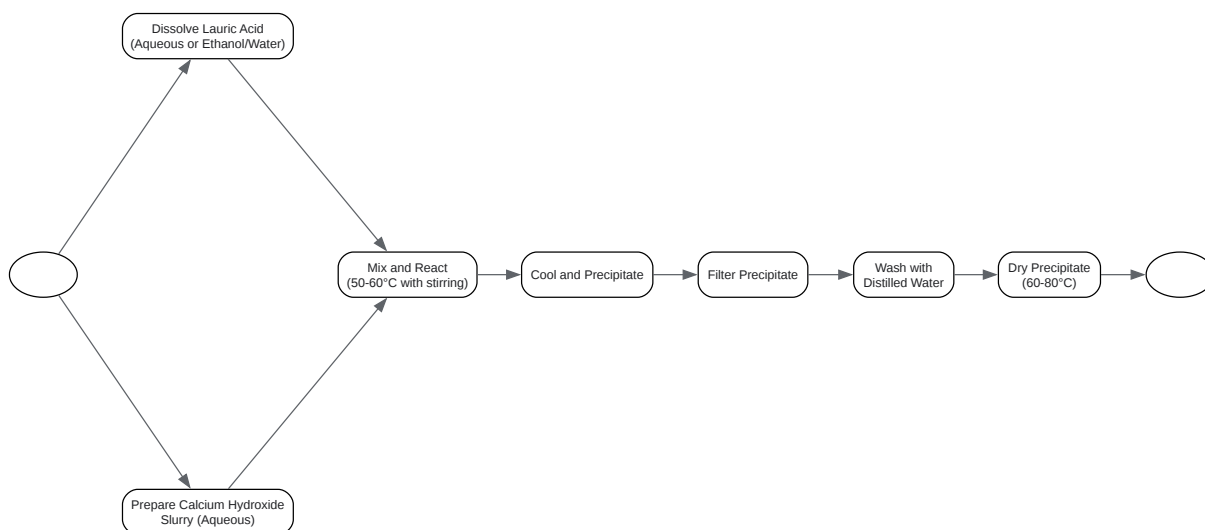 Dissolve Lauric Acid
(Aqueous or Ethanol/Water)
Mix and React
(50-60°C with stirring)
Cool and Precipitate
Filter Precipitate
Wash with
Distilled Water
Dry Precipitate
(60-80°C)
Prepare Calcium Hydroxide
Slurry (Aqueous)